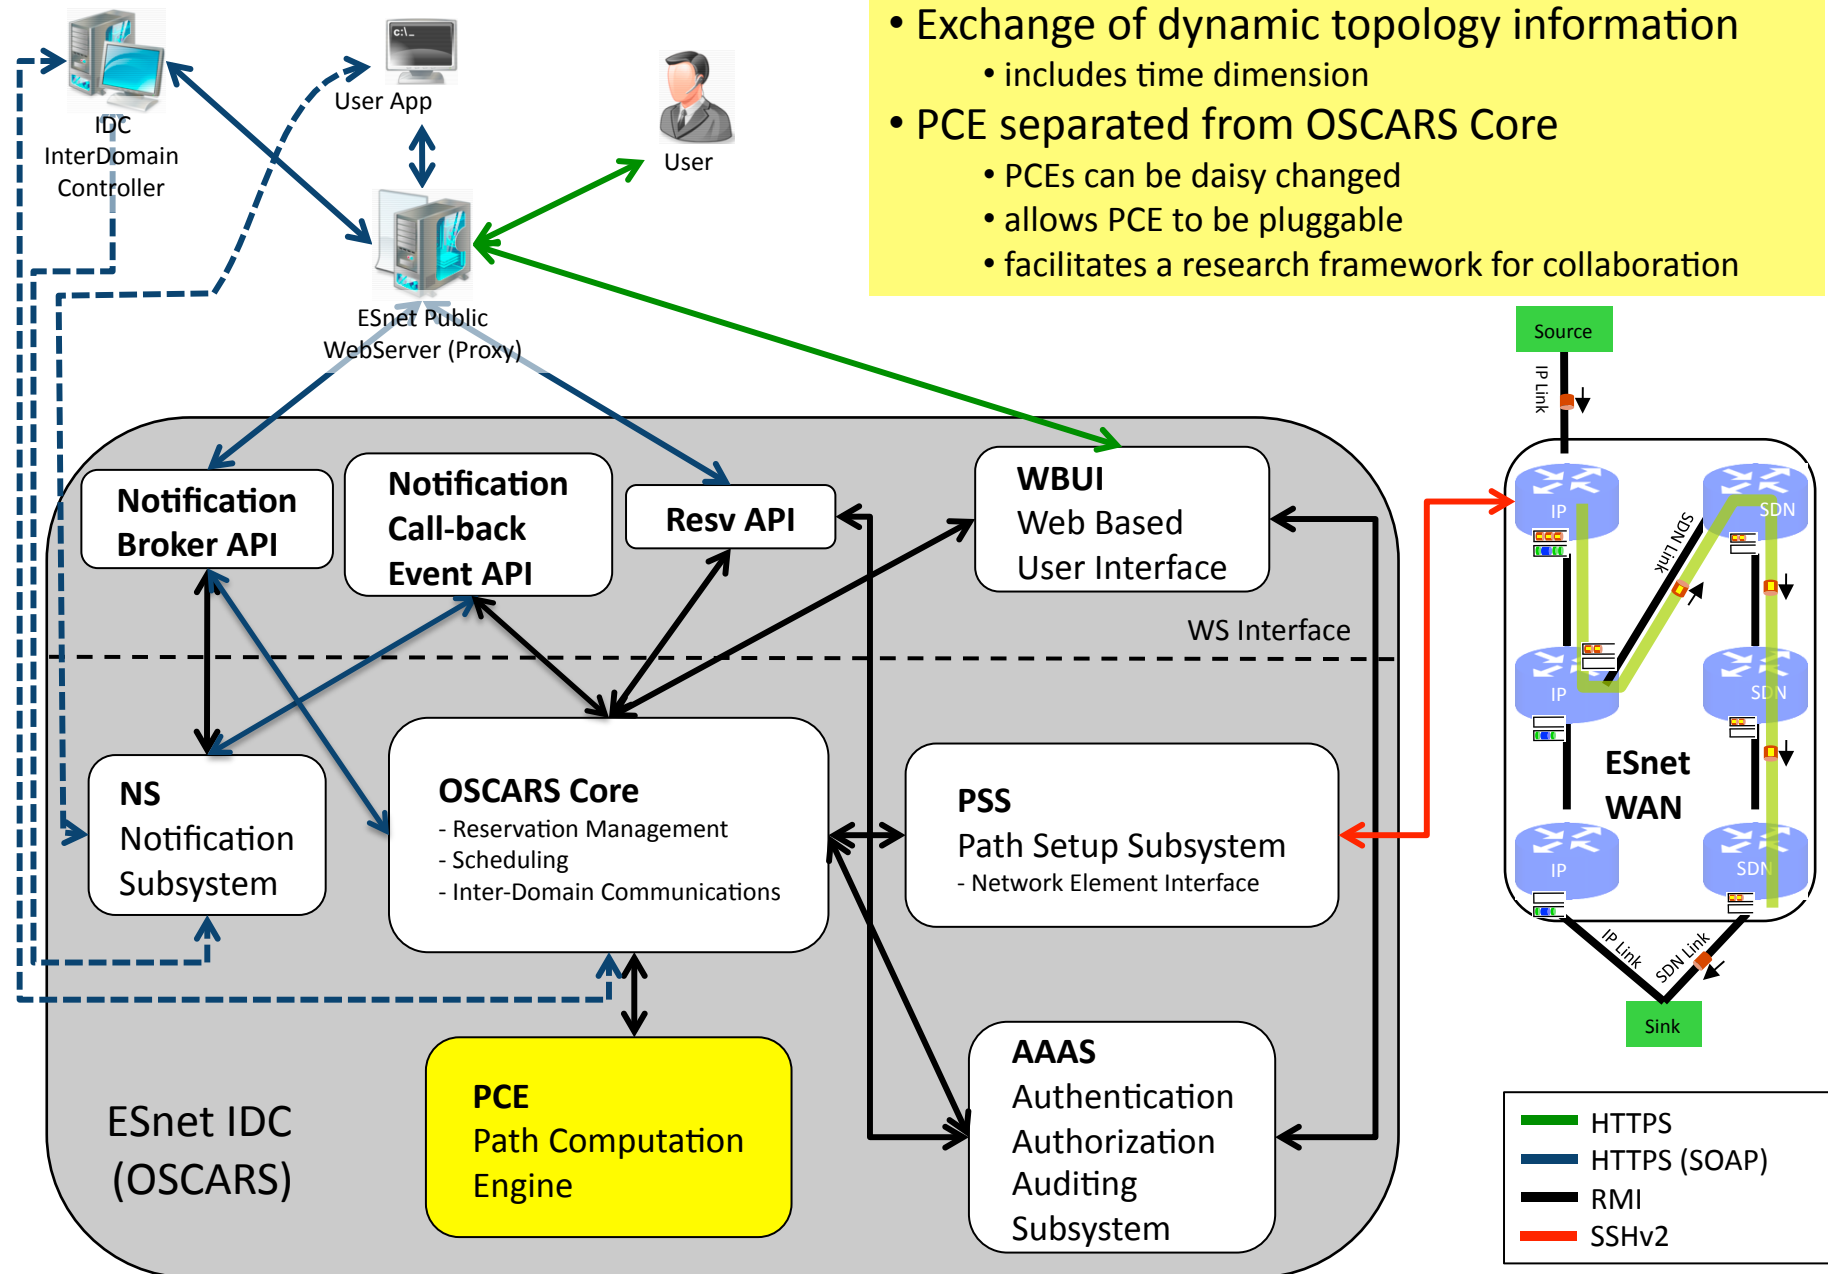 • Exchange of dynamic topology information
• includes time dimension
• PCE separated from OSCARS Core
• PCEs can be daisy changed
• allows PCE to be pluggable
• facilitates a research framework for collaboration
C:\_
IDC
InterDomain
Controller
User App
User
ESnet Public
WebServer (Proxy)
Notification
Broker API
Notification
Call-back
Event API
Resv API
WBUI
Web Based
User Interface
WS Interface
NS
Notification
Subsystem
OSCARS Core
- Reservation Management
- Scheduling
- Inter-Domain Communications
PSS
Path Setup Subsystem
- Network Element Interface
PCE
Path Computation
Engine
AAAS
Authentication
Authorization
Auditing
Subsystem
ESnet IDC
(OSCARS)
Source
IP Link
IP
SDN
SDN Link
IP
SDN
ESnet
WAN
IP
SDN
IP Link
SDN Link
Sink
HTTPS
HTTPS (SOAP)
RMI
SSHv2